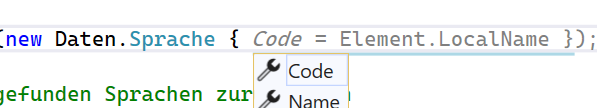 (new Daten.Sprache { Code = Element.LocalName });
Code
gefunden Sprachen zur
Name